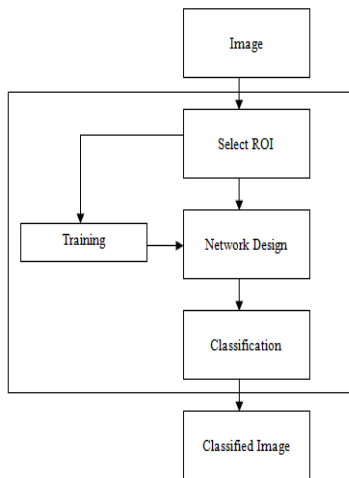 Image
Select ROI
Training
Network Design
Classification
Classified Image